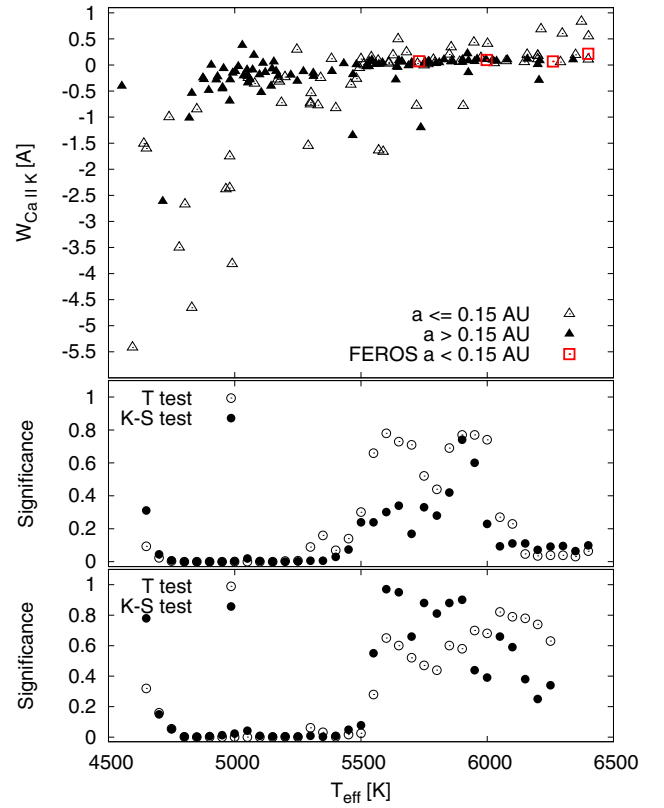 1
0.5
0
-0.5
-1
-1.5
-2
-2.5
-3
-3.5
-4
-4.5
-5
-5.5
W_Ca II K [A]
a <= 0.15 AU
a > 0.15 AU
FEROS a < 0.15 AU
1
0.8
0.6
0.4
0.2
0
Significance
T test
K-S test
1
0.8
0.6
0.4
0.2
0
Significance
T test
K-S test
4500 5000 5500 6000 6500
T_eff [K]